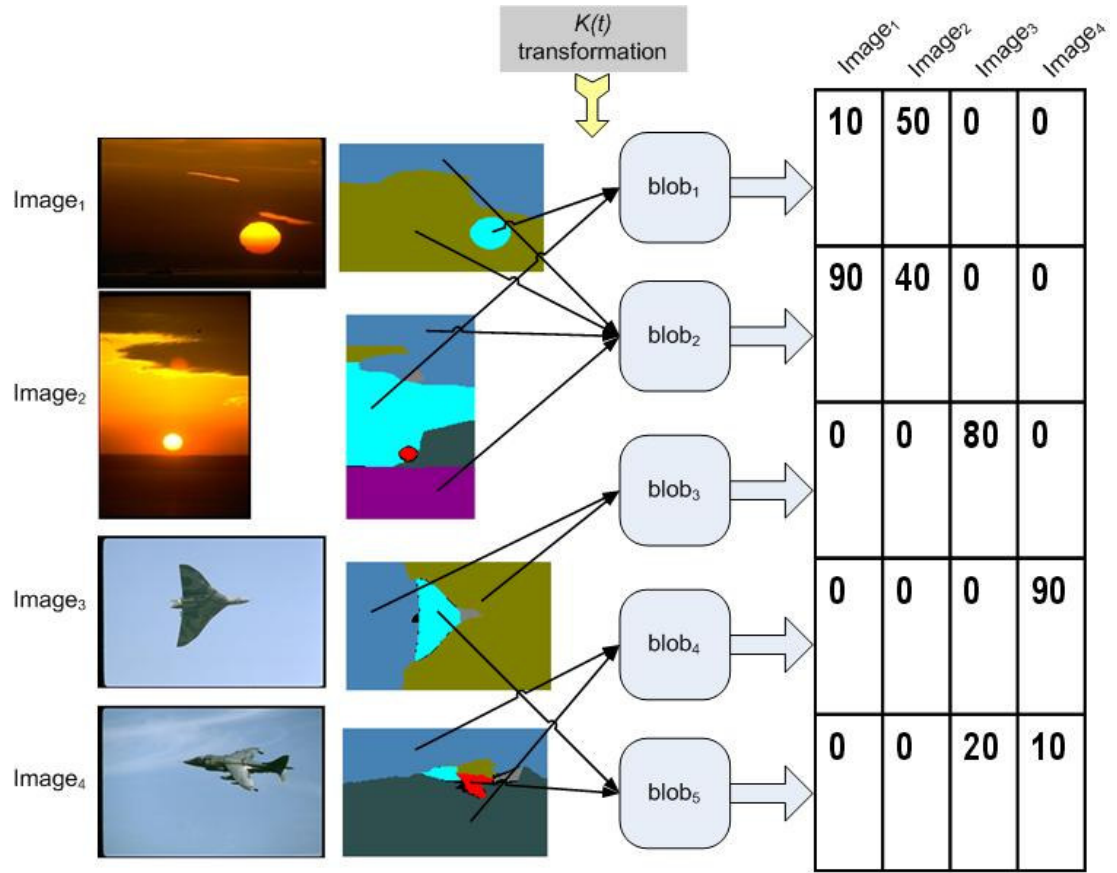 K(t)
transformation
Image₁ Image₂ Image₃ Image₄
Image₁
blob₁
10 50 0 0
Image₂
blob₂
90 40 0 0
blob₃
0 0 80 0
Image₃
blob₄
0 0 0 90
Image₄
blob₅
0 0 20 10